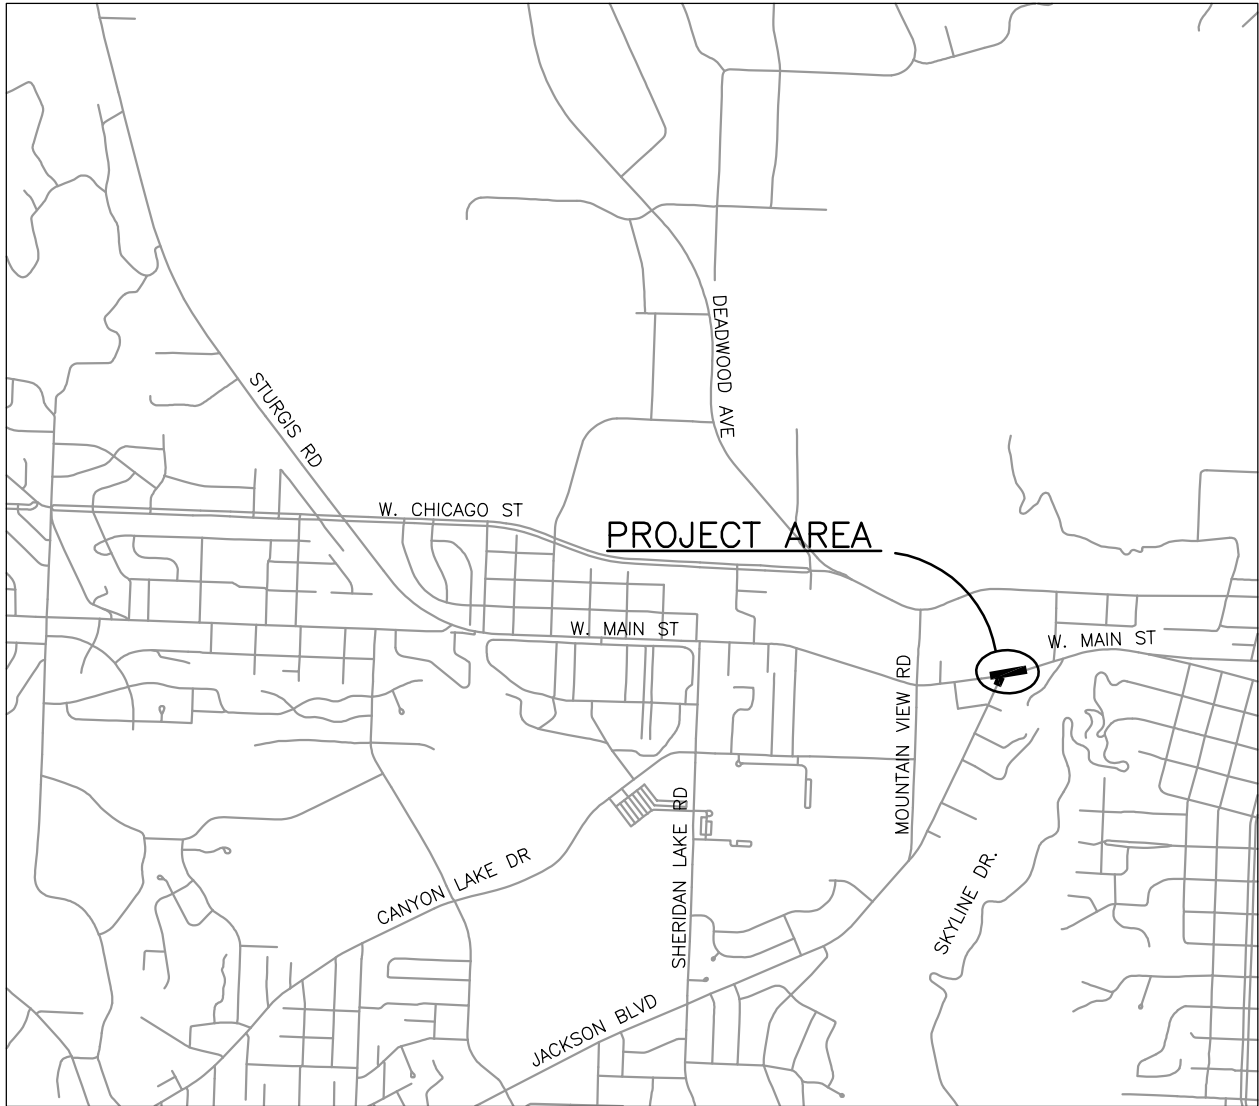 DEADWOOD AVE
STURGIS RD
W. CHICAGO ST
PROJECT AREA
W. MAIN ST
W. MAIN ST
MOUNTAIN VIEW RD
SHERIDAN LAKE RD
CANYON LAKE DR
SKYLINE DR.
JACKSON BLVD